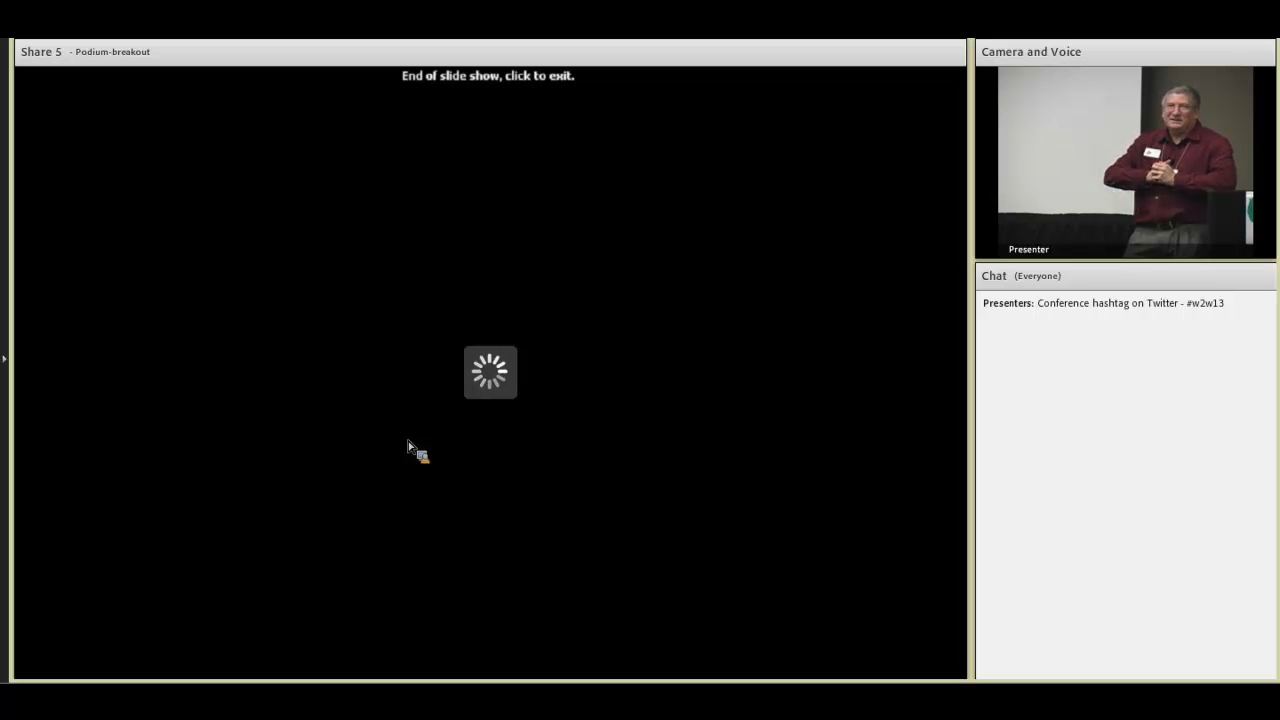 Share 5 - Podium-breakout
End of slide show, click to exit.
Camera and Voice
Presenter
Chat (Everyone)
Presenters: Conference hashtag on Twitter - #w2w13